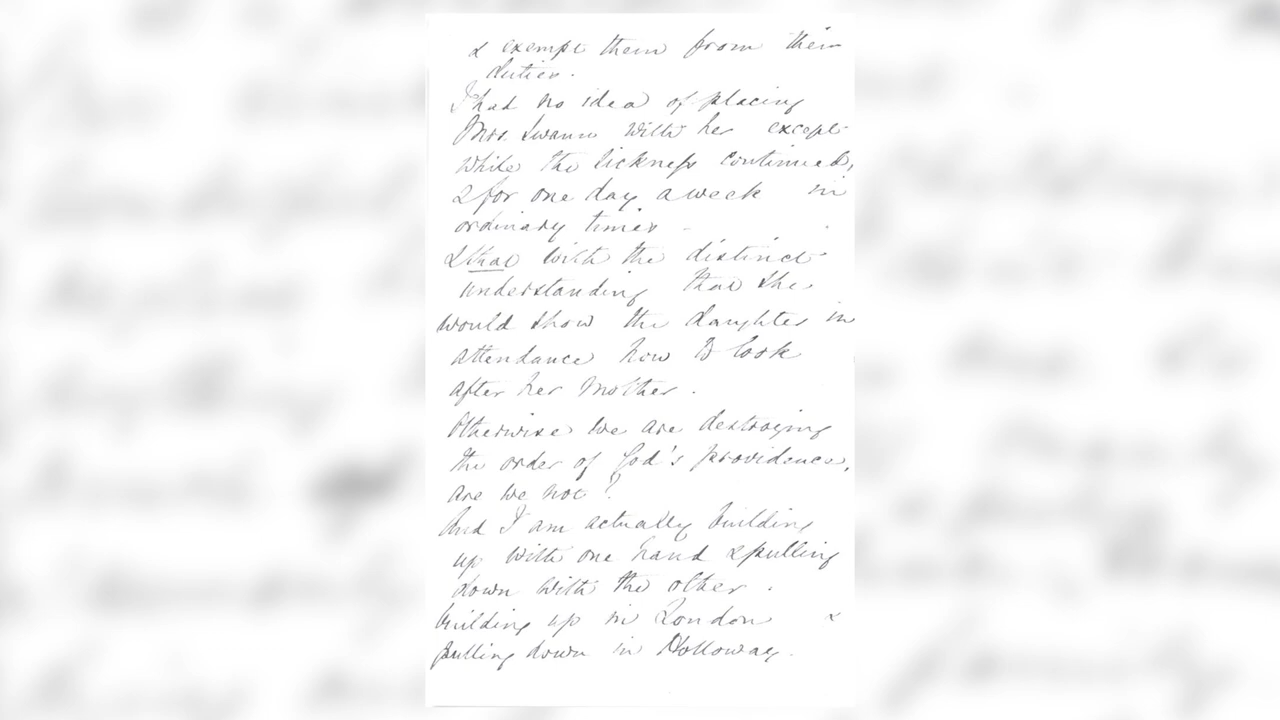 & exempt them from their
duties.
I had no idea of placing
Mrs. Swann with her except
while the sickness continued,
& for one day a week in
ordinary times -
& that with the distinct
understanding that she
would show the daughter in
attendance how to look
after her mother.
Otherwise we are destroying
the order of God's providence,
are we not?
And I am actually building
up with one hand & pulling
down with the other.
building up in London &
pulling down in Holloway.